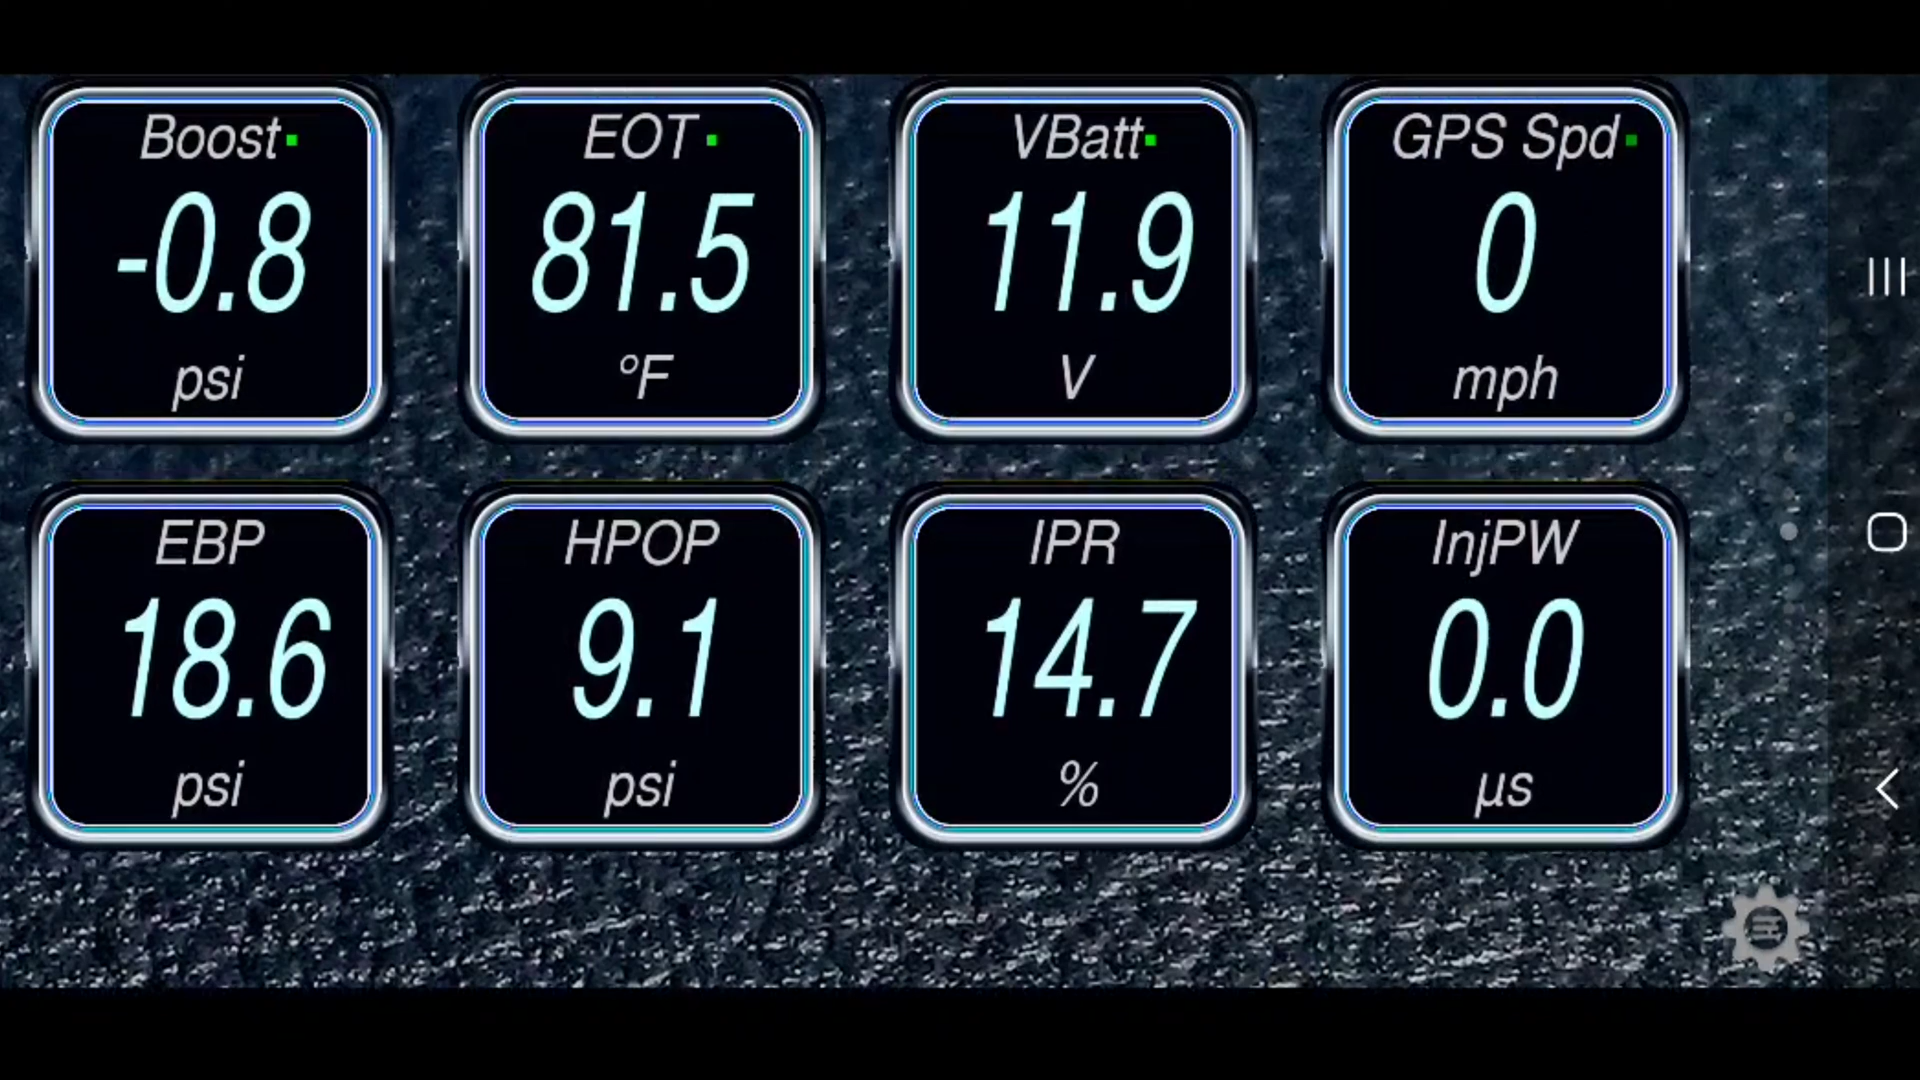 Boost
-0.8
psi
EOT
81.5
°F
VBatt
11.9
V
GPS Spd
0
mph
EBP
18.6
psi
HPOP
9.1
psi
IPR
14.7
%
InjPW
0.0
µs